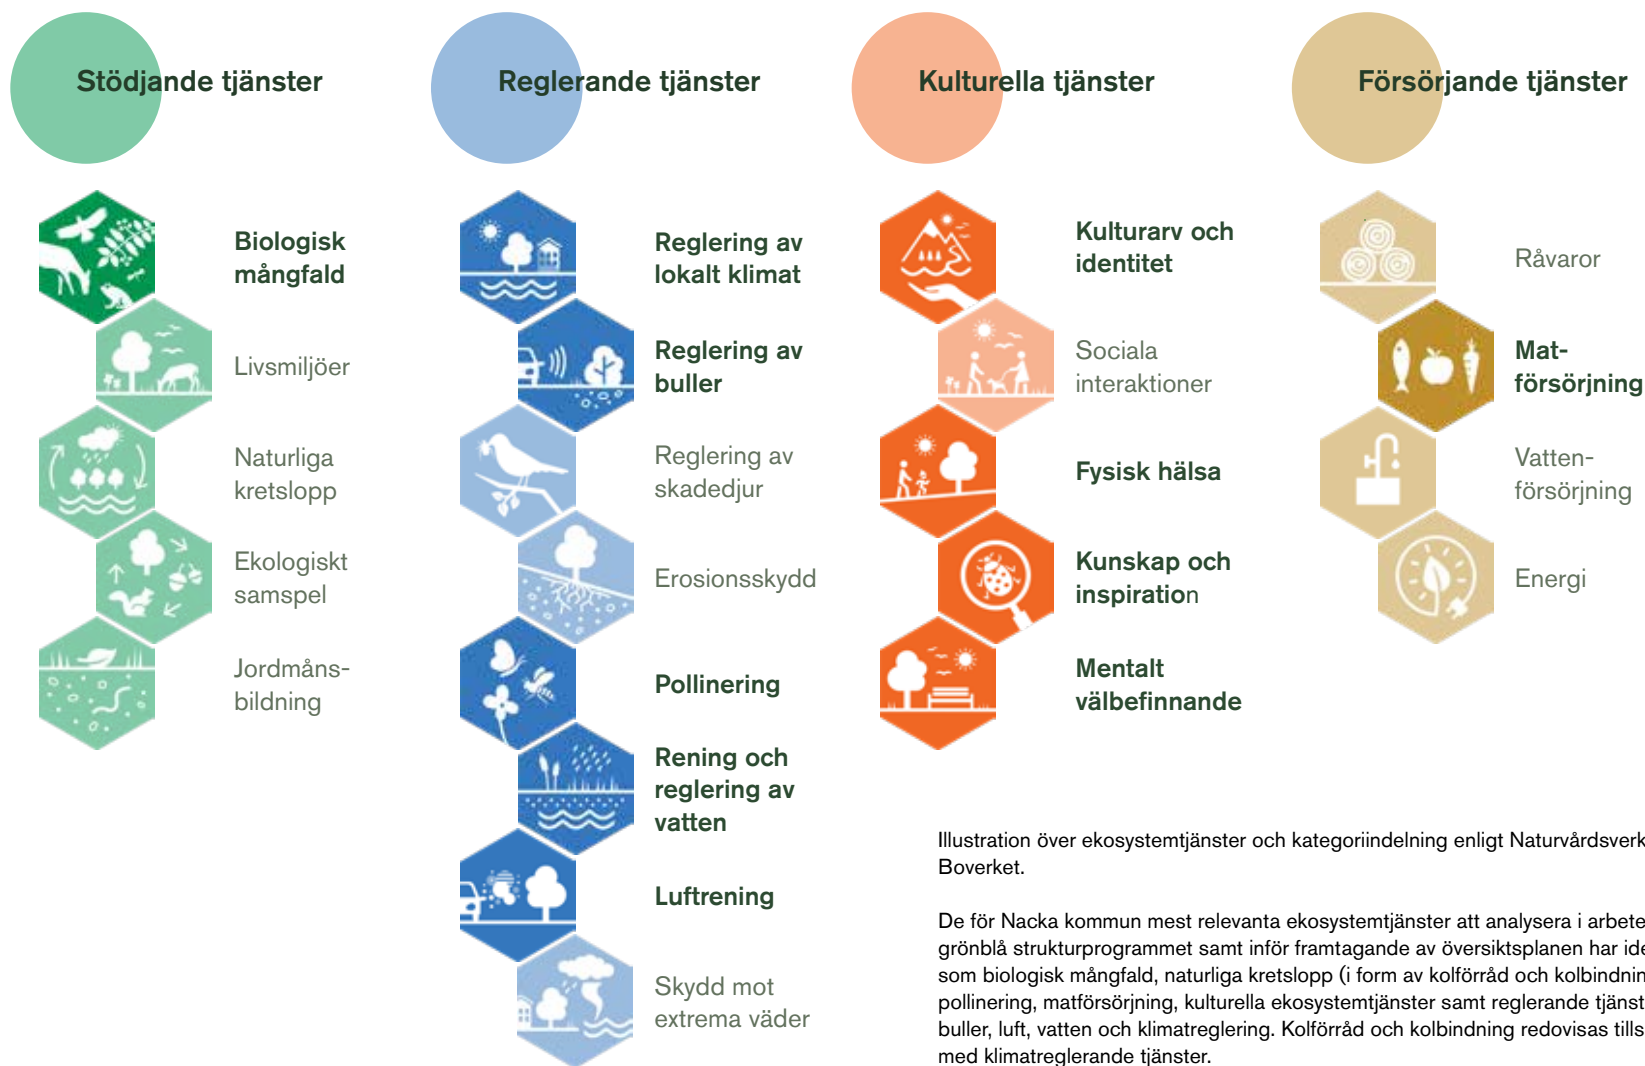 Stödjande tjänster
Biologisk
mångfald
Livsmiljöer
Naturliga
kretslopp
Ekologiskt
samspel
Jordmåns-
bildning
Reglerande tjänster
Reglering av
lokalt klimat
Reglering av
buller
Reglering av
skadedjur
Erosionsskydd
Pollinering
Rening och
reglering av
vatten
Luftrening
Skydd mot
extrema väder
Kulturella tjänster
Kulturarv och
identitet
Sociala
interaktioner
Fysisk hälsa
Kunskap och
inspiration
Mentalt
välbefinnande
Försörjande tjänster
Råvaror
Mat-
försörjning
Vatten-
försörjning
Energi
Illustration över ekosystemtjänster och kategoriindelning enligt Naturvårdsverk
Boverket.
De för Nacka kommun mest relevanta ekosystemtjänster att analysera i arbete
grönblå strukturprogrammet samt inför framtagande av översiktsplanen har ide
som biologisk mångfald, naturliga kretslopp (i form av kolförråd och kolbindnin
pollinering, matförsörjning, kulturella ekosystemtjänster samt reglerande tjänst
buller, luft, vatten och klimatreglering. Kolförråd och kolbindning redovisas tills
med klimatreglerande tjänster.